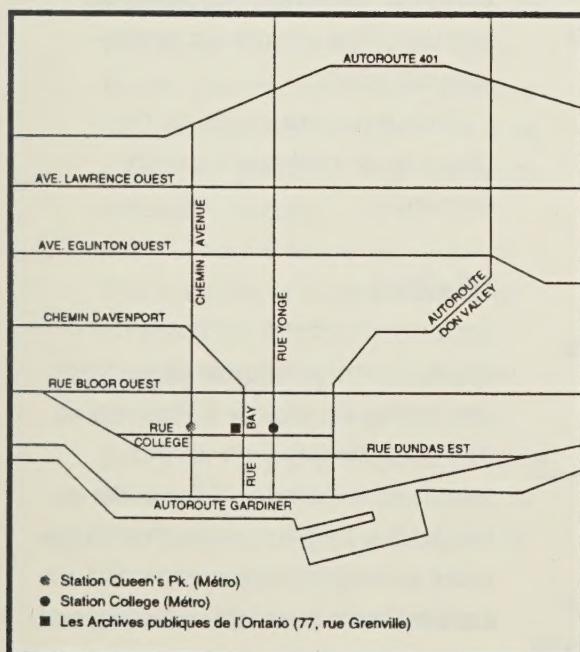 AUTOROUTE 401
AVE. LAWRENCE OUEST
CHEMIN AVENUE
AVE. EGLINTON OUEST
AUTOROUTE
DON VALLEY
CHEMIN DAVENPORT
RUE YONGE
RUE BLOOR OUEST
RUE
COLLEGE
RUE BAY
RUE DUNDAS EST
AUTOROUTE GARDINER
Station Queen's Pk. (Métro)
Station College (Métro)
Les Archives publiques de l'Ontario (77, rue Grenville)